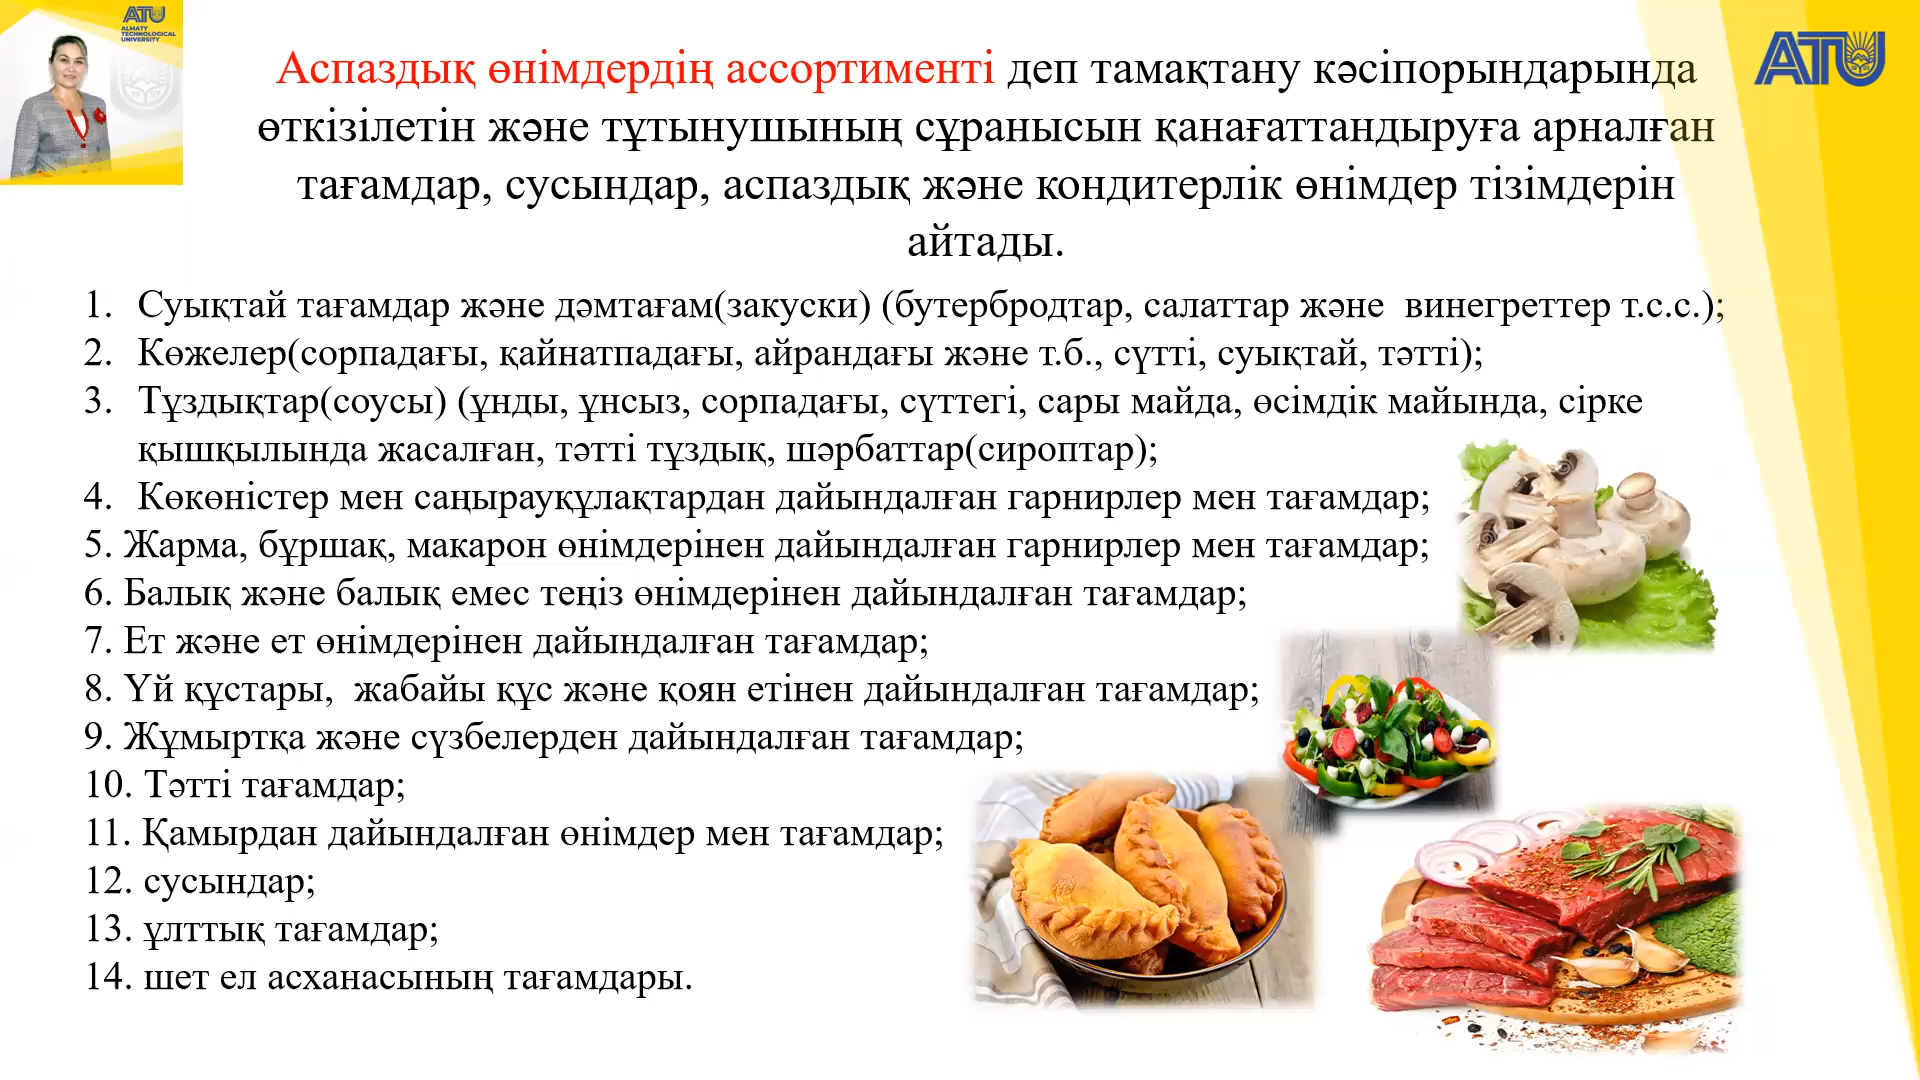 ATU
ALMATY
TECHNOLOGICAL
UNIVERSITY
ATU
Аспаздық өнімдердің ассортименті деп тамақтану кәсіпорындарында
өткізілетін және тұтынушының сұранысын қанағаттандыруға арналған
тағамдар, сусындар, аспаздық және кондитерлік өнімдер тізімдерін
айтады.
1. Суықтай тағамдар және дәмтағам(закуски) (бутербродтар, салаттар және  винегреттер т.с.с.);
2. Көжелер(сорпадағы, қайнатпадағы, айрандағы және т.б., сүтті, суықтай, тәтті);
3. Тұздықтар(соусы) (ұнды, ұнсыз, сорпадағы, сүттегі, сары майда, өсімдік майында, сірке
қышқылында жасалған, тәтті тұздық, шәрбаттар(сироптар);
4. Көкөністер мен саңырауқұлақтардан дайындалған гарнирлер мен тағамдар;
5. Жарма, бұршақ, макарон өнімдерінен дайындалған гарнирлер мен тағамдар;
6. Балық және балық емес теңіз өнімдерінен дайындалған тағамдар;
7. Ет және ет өнімдерінен дайындалған тағамдар;
8. Үй құстары,  жабайы құс және қоян етінен дайындалған тағамдар;
9. Жұмыртқа және сүзбелерден дайындалған тағамдар;
10. Тәтті тағамдар;
11. Қамырдан дайындалған өнімдер мен тағамдар;
12. сусындар;
13. ұлттық тағамдар;
14. шет ел асханасының тағамдары.